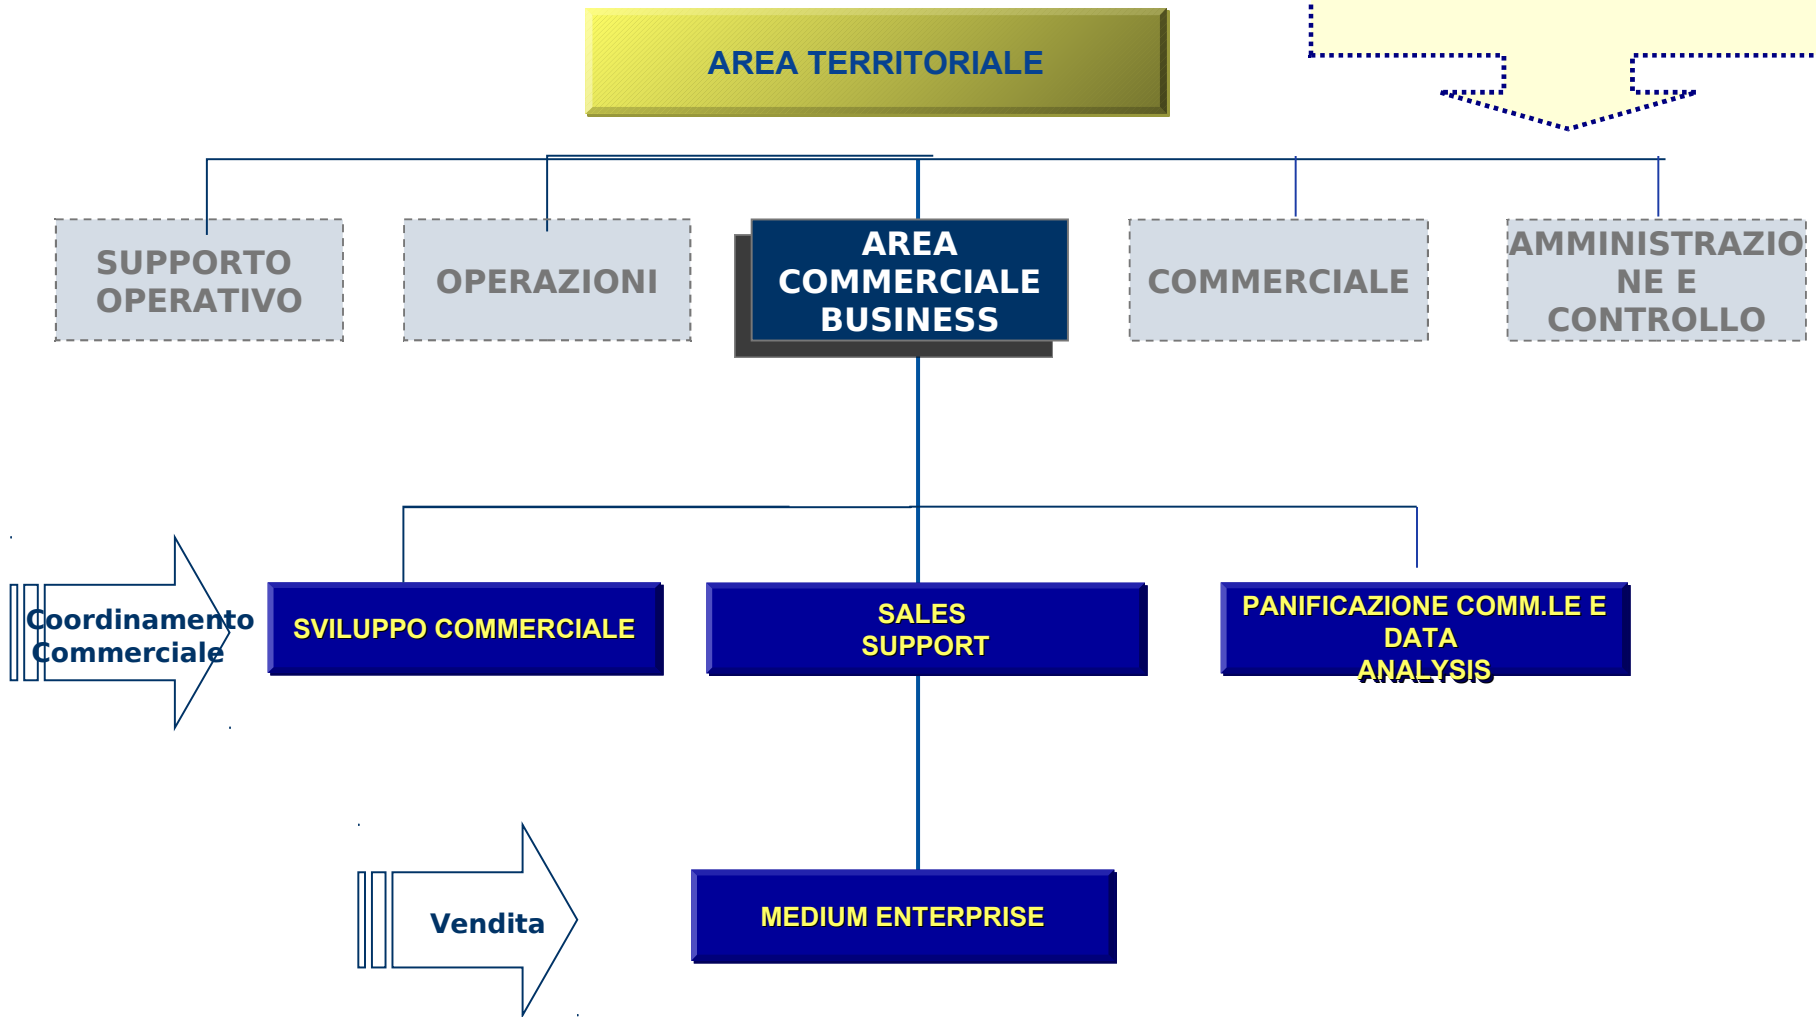 AREA TERRITORIALE
SUPPORTO
OPERATIVO
OPERAZIONI
AREA
COMMERCIALE
BUSINESS
COMMERCIALE
AMMINISTRAZIO
NE E
CONTROLLO
Coordinamento
Commerciale
SVILUPPO COMMERCIALE
SALES
SUPPORT
PANIFICAZIONE COMM.LE E
DATA
ANALYSIS
Vendita
MEDIUM ENTERPRISE